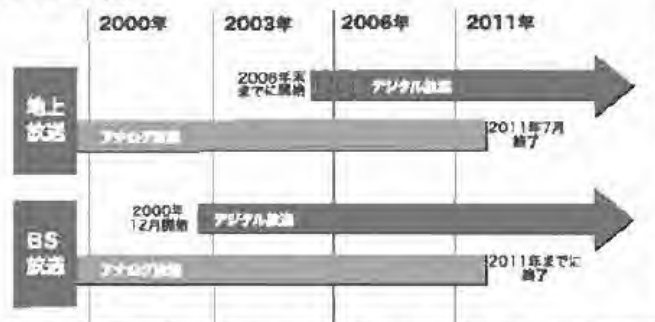 2000年
2003年
2006年
2011年
地上
放送
2006年末
までに開始
デジタル放送
アナログ放送
2011年7月
終了
BS
放送
2000年
12月開始
デジタル放送
アナログ放送
2011年までに
終了